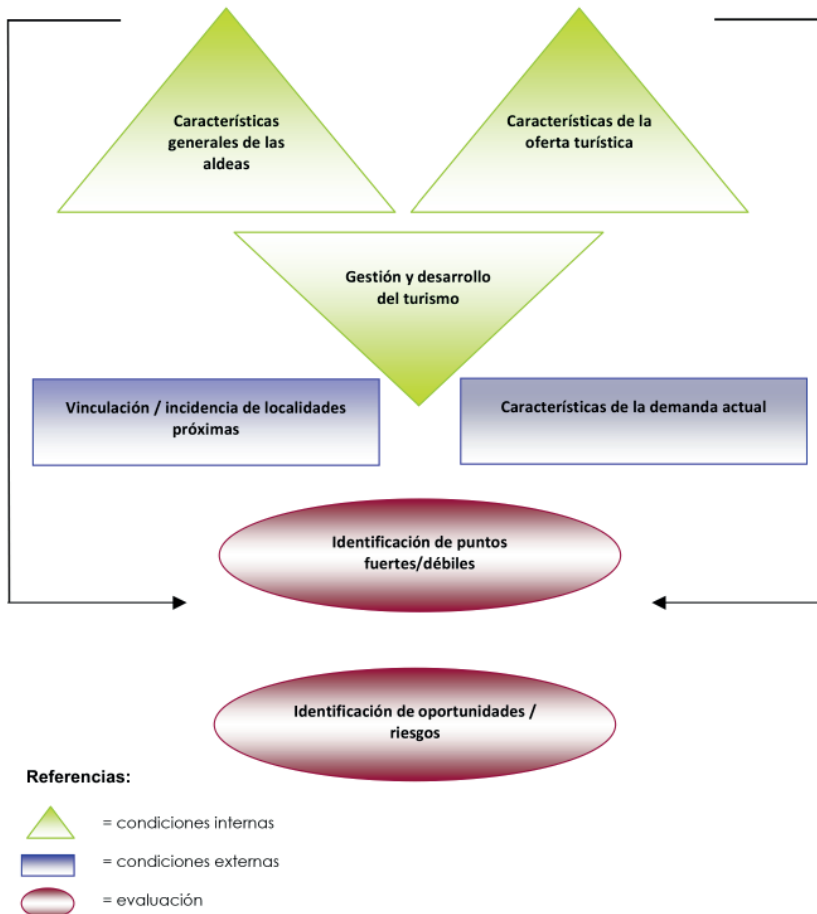 Características
generales de las
aldeas
Características de la
oferta turística
Gestión y desarrollo
del turismo
Vinculación / incidencia de localidades
próximas
Características de la demanda actual
Identificación de puntos
fuertes/débiles
Identificación de oportunidades /
riesgos
Referencias:
= condiciones internas
= condiciones externas
= evaluación